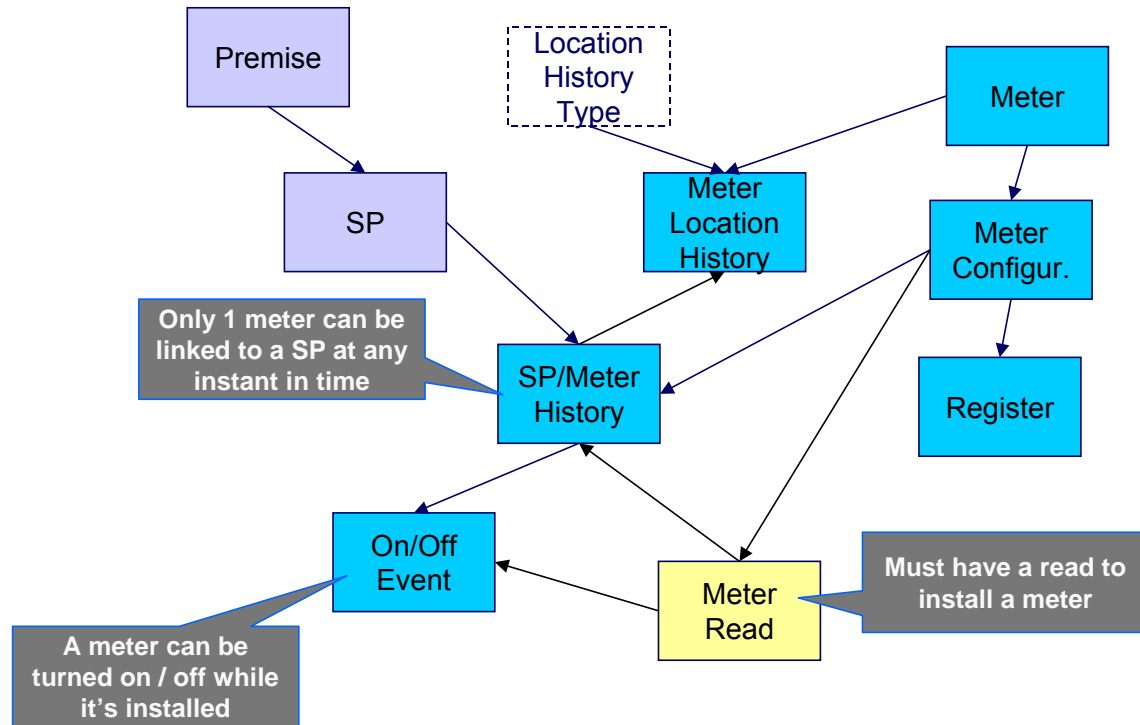 Premise
Location
History
Type
Meter
SP
Meter
Location
History
Meter
Configur.
Only 1 meter can be
linked to a SP at any
instant in time
SP/Meter
History
Register
On/Off
Event
Meter
Read
Must have a read to
install a meter
A meter can be
turned on / off while
it's installed